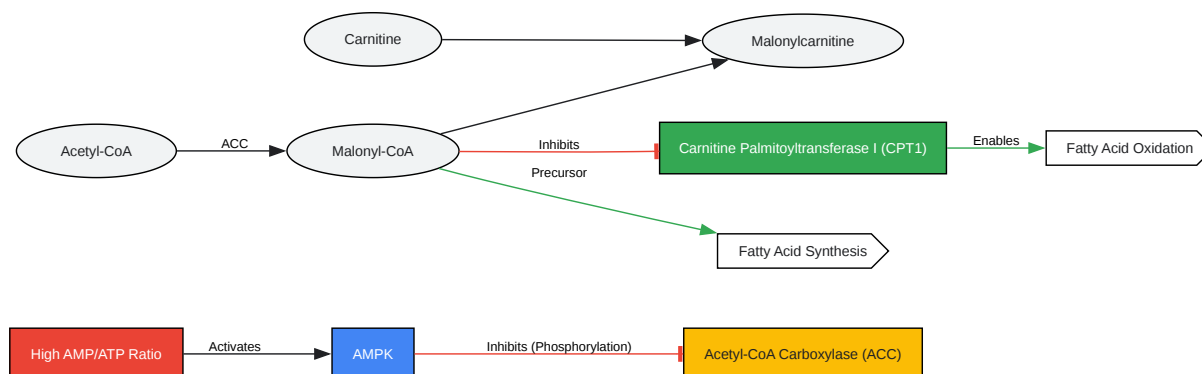 Carnitine
Malonylcarnitine
Acetyl-CoA
ACC
Malonyl-CoA
Inhibits
Carnitine Palmitoyltransferase I (CPT1)
Enables
Fatty Acid Oxidation
Precursor
Fatty Acid Synthesis
High AMP/ATP Ratio
Activates
AMPK
Inhibits (Phosphorylation)
Acetyl-CoA Carboxylase (ACC)